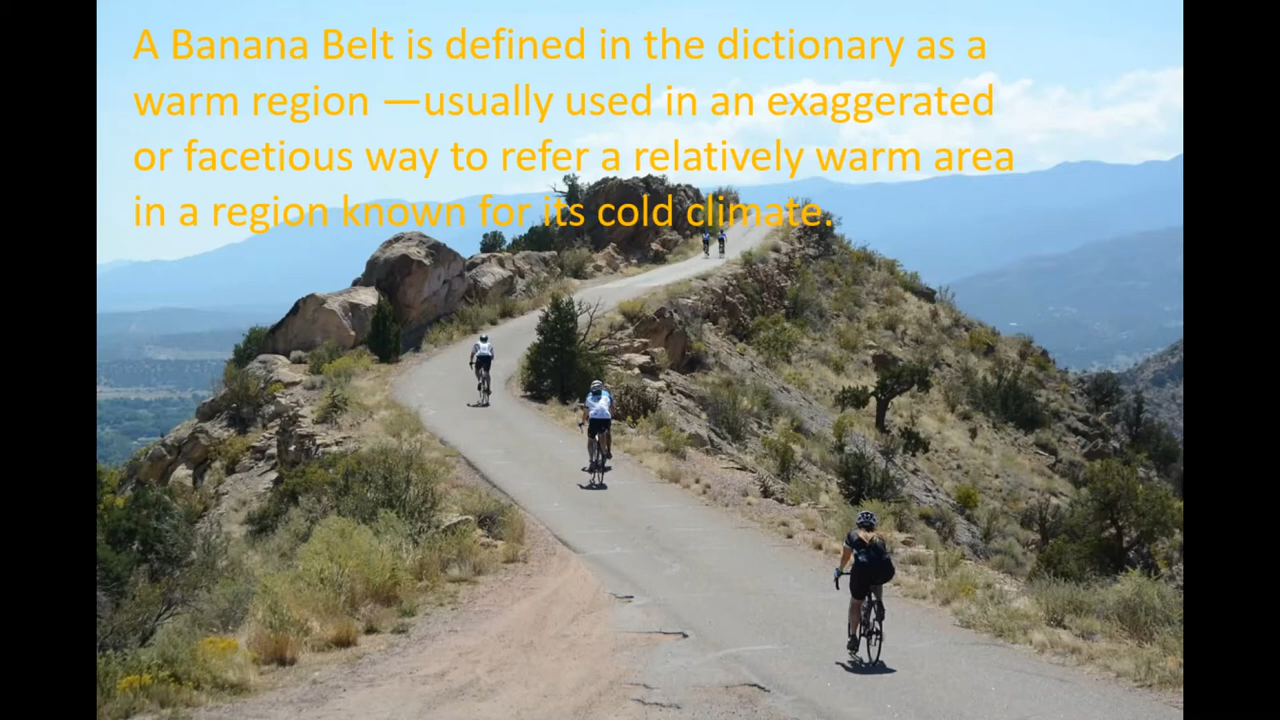 A Banana Belt is defined in the dictionary as a
warm region —usually used in an exaggerated
or facetious way to refer a relatively warm area
in a region known for its cold climate.